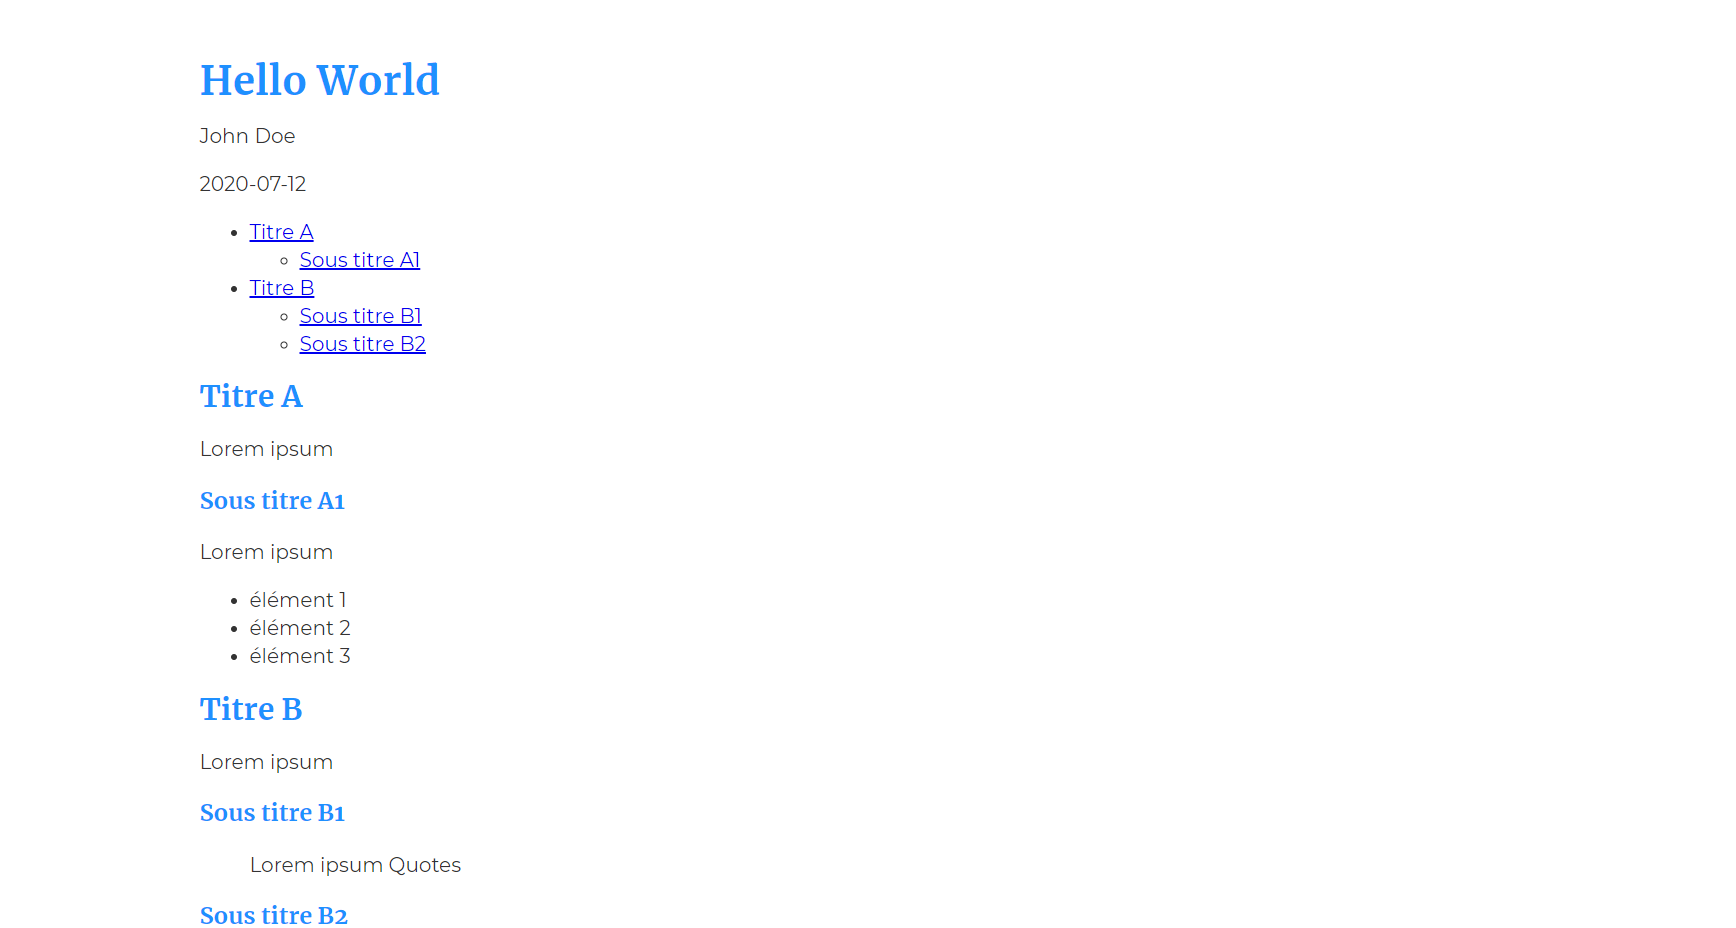 Hello World
John Doe
2020-07-12
Titre A
Sous titre A1
Titre B
Sous titre B1
Sous titre B2
Titre A
Lorem ipsum
Sous titre A1
Lorem ipsum
élément 1
élément 2
élément 3
Titre B
Lorem ipsum
Sous titre B1
Lorem ipsum Quotes
Sous titre B2